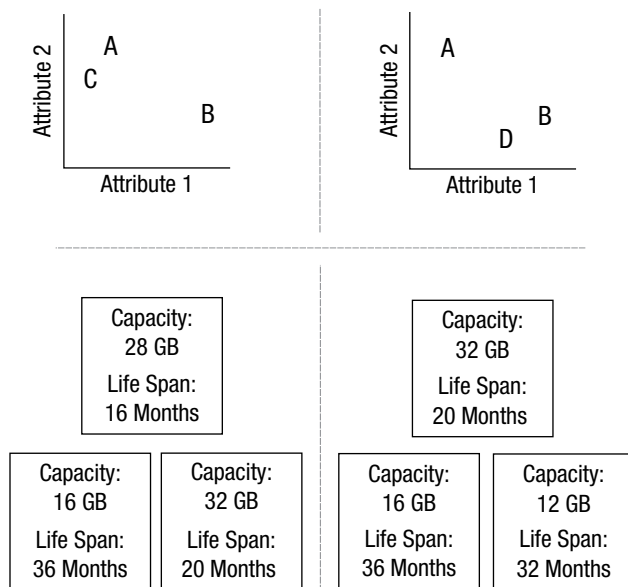 A
C
B
Attribute 2
Attribute 1
A
B
D
Attribute 2
Attribute 1
Capacity:
28 GB
Life Span:
16 Months
Capacity:
16 GB
Life Span:
36 Months
Capacity:
32 GB
Life Span:
20 Months
Capacity:
32 GB
Life Span:
20 Months
Capacity:
16 GB
Life Span:
36 Months
Capacity:
12 GB
Life Span:
32 Months